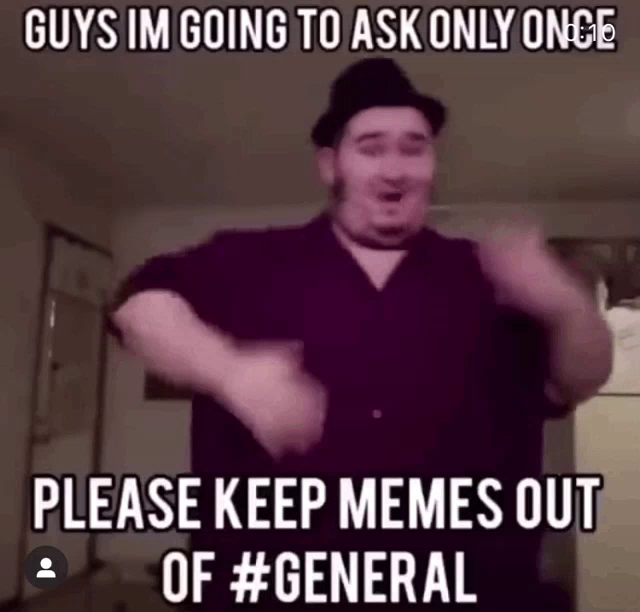 GUYS IM GOING TO ASK ONLY ONCE
0:10
PLEASE KEEP MEMES OUT
OF #GENERAL